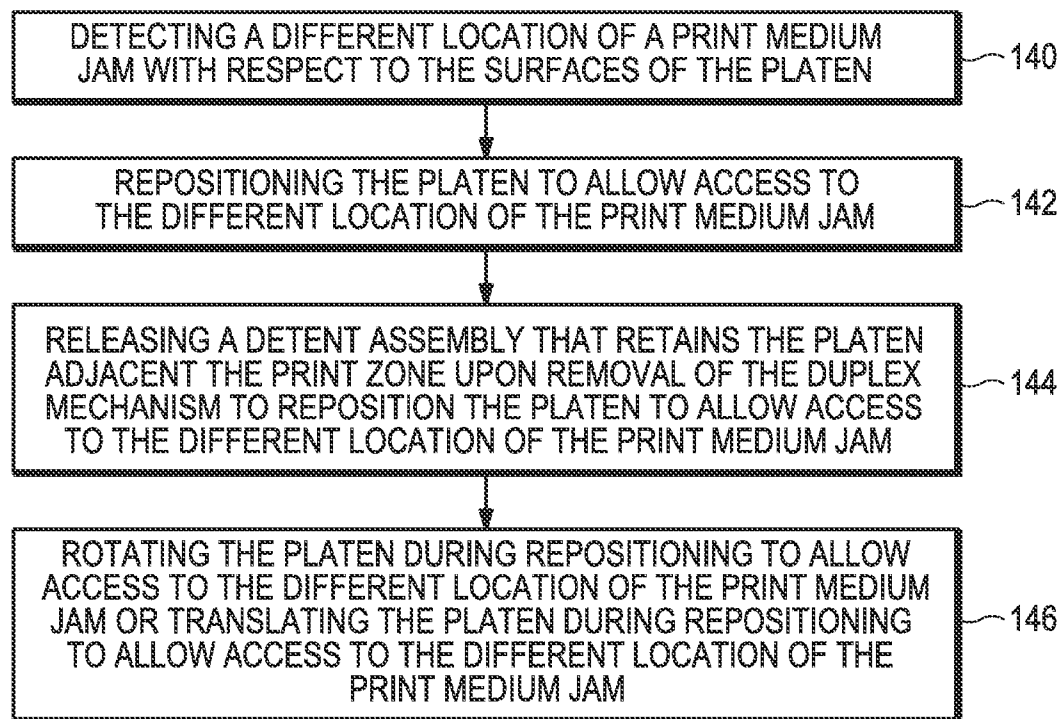 DETECTING A DIFFERENT LOCATION OF A PRINT MEDIUM
JAM WITH RESPECT TO THE SURFACES OF THE PLATEN
140
REPOSITIONING THE PLATEN TO ALLOW ACCESS TO
THE DIFFERENT LOCATION OF THE PRINT MEDIUM JAM
142
RELEASING A DETENT ASSEMBLY THAT RETAINS THE PLATEN
ADJACENT THE PRINT ZONE UPON REMOVAL OF THE DUPLEX
MECHANISM TO REPOSITION THE PLATEN TO ALLOW ACCESS
TO THE DIFFERENT LOCATION OF THE PRINT MEDIUM JAM
144
ROTATING THE PLATEN DURING REPOSITIONING TO ALLOW
ACCESS TO THE DIFFERENT LOCATION OF THE PRINT MEDIUM
JAM OR TRANSLATING THE PLATEN DURING REPOSITIONING
TO ALLOW ACCESS TO THE DIFFERENT LOCATION OF THE
PRINT MEDIUM JAM
146